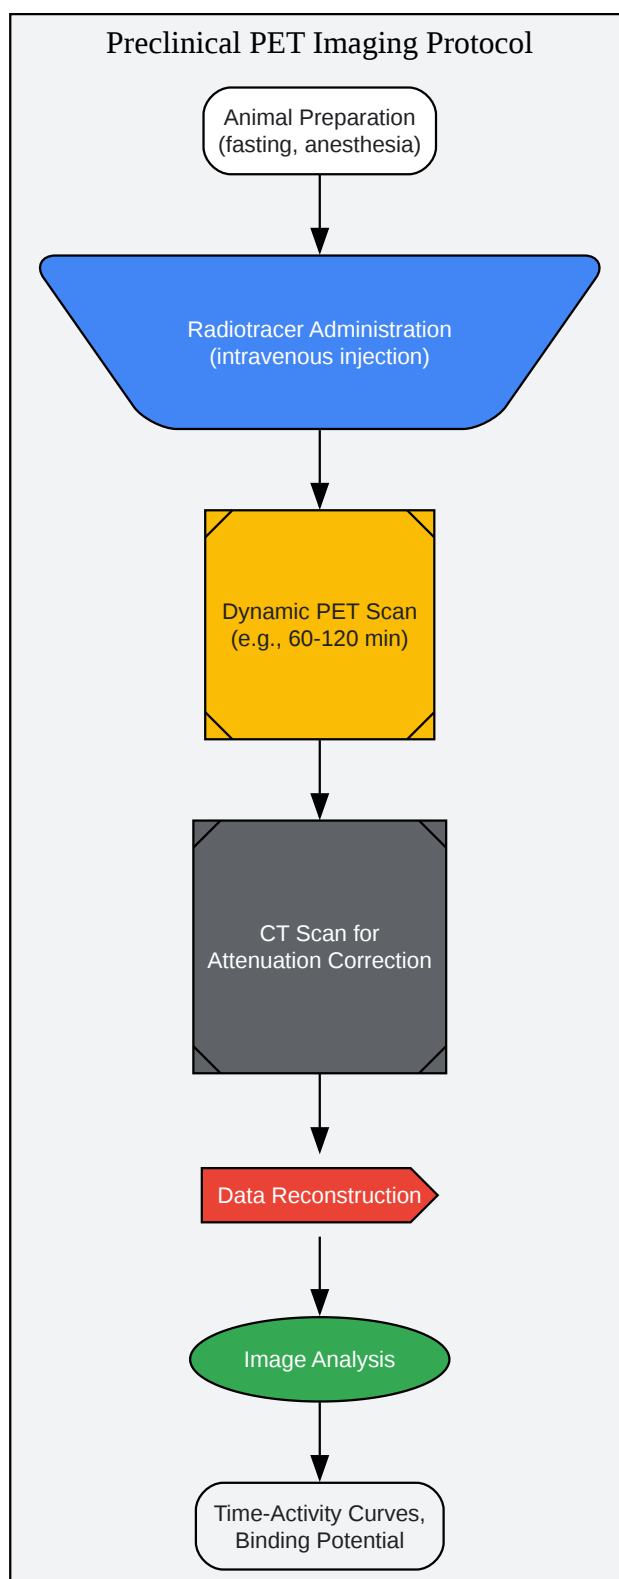 Preclinical PET Imaging Protocol
Animal Preparation
(fasting, anesthesia)
Radiotracer Administration
(intravenous injection)
Dynamic PET Scan
(e.g., 60-120 min)
CT Scan for
Attenuation Correction
Data Reconstruction
Image Analysis
Time-Activity Curves,
Binding Potential